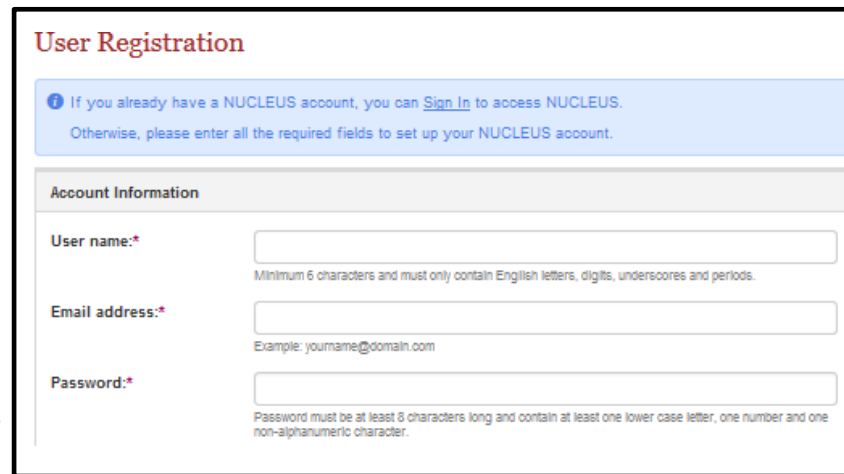 User Registration
If you already have a NUCLEUS account, you can Sign In to access NUCLEUS.
Otherwise, please enter all the required fields to set up your NUCLEUS account.
Account Information
User name:*
Minimum 6 characters and must only contain English letters, digits, underscores and periods.
Email address:*
Example: yourname@domain.com
Password:*
Password must be at least 8 characters long and contain at least one lower case letter, one number and one
non-alphanumeric character.